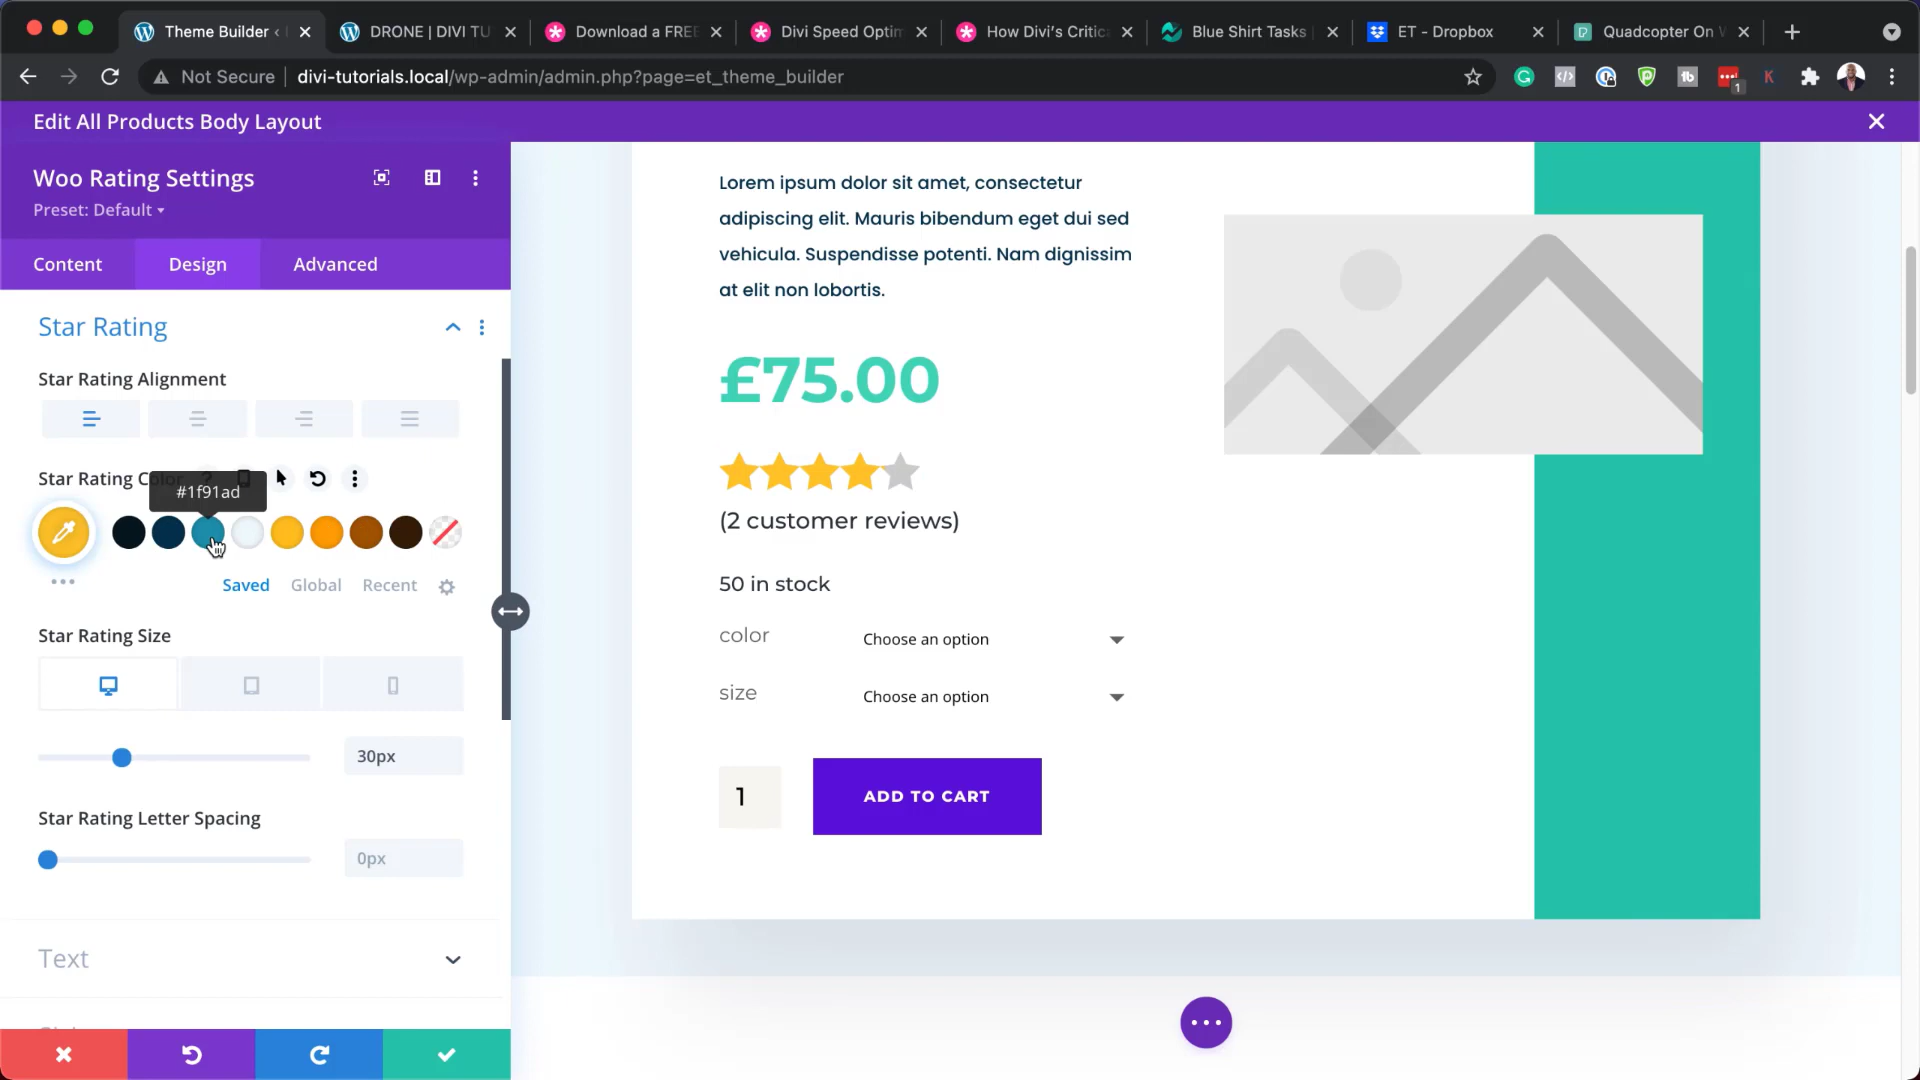 Theme Builder ‹
DRONE | DIVI TU
Download a FREE
Divi Speed Optim
How Divi's Critic
Blue Shirt Tasks
ET - Dropbox
Quadcopter On
Not Secure
divi-tutorials.local/wp-admin/admin.php?page=et_theme_builder
1
Edit All Products Body Layout
Woo Rating Settings
Preset: Default
Content
Design
Advanced
Star Rating
Star Rating Alignment
Star Rating Color
#1f91ad
Saved
Global
Recent
Star Rating Size
30px
Star Rating Letter Spacing
0px
Text
Lorem ipsum dolor sit amet, consectetur
adipiscing elit. Mauris bibendum eget dui sed
vehicula. Suspendisse potenti. Nam dignissim
at elit non lobortis.
£75.00
(2 customer reviews)
50 in stock
color
Choose an option
size
Choose an option
1
ADD TO CART